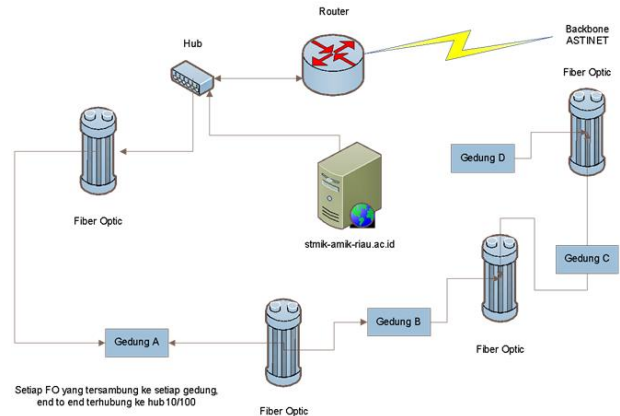 Router
Backbone
ASTINET
Hub
Fiber Optic
Gedung D
Fiber Optic
stmik-amik-riau.ac.id
Gedung C
Gedung B
Gedung A
Fiber Optic
Setiap FO yang tersambung ke setiap gedung,
end to end terhubung ke hub10/100
Fiber Optic